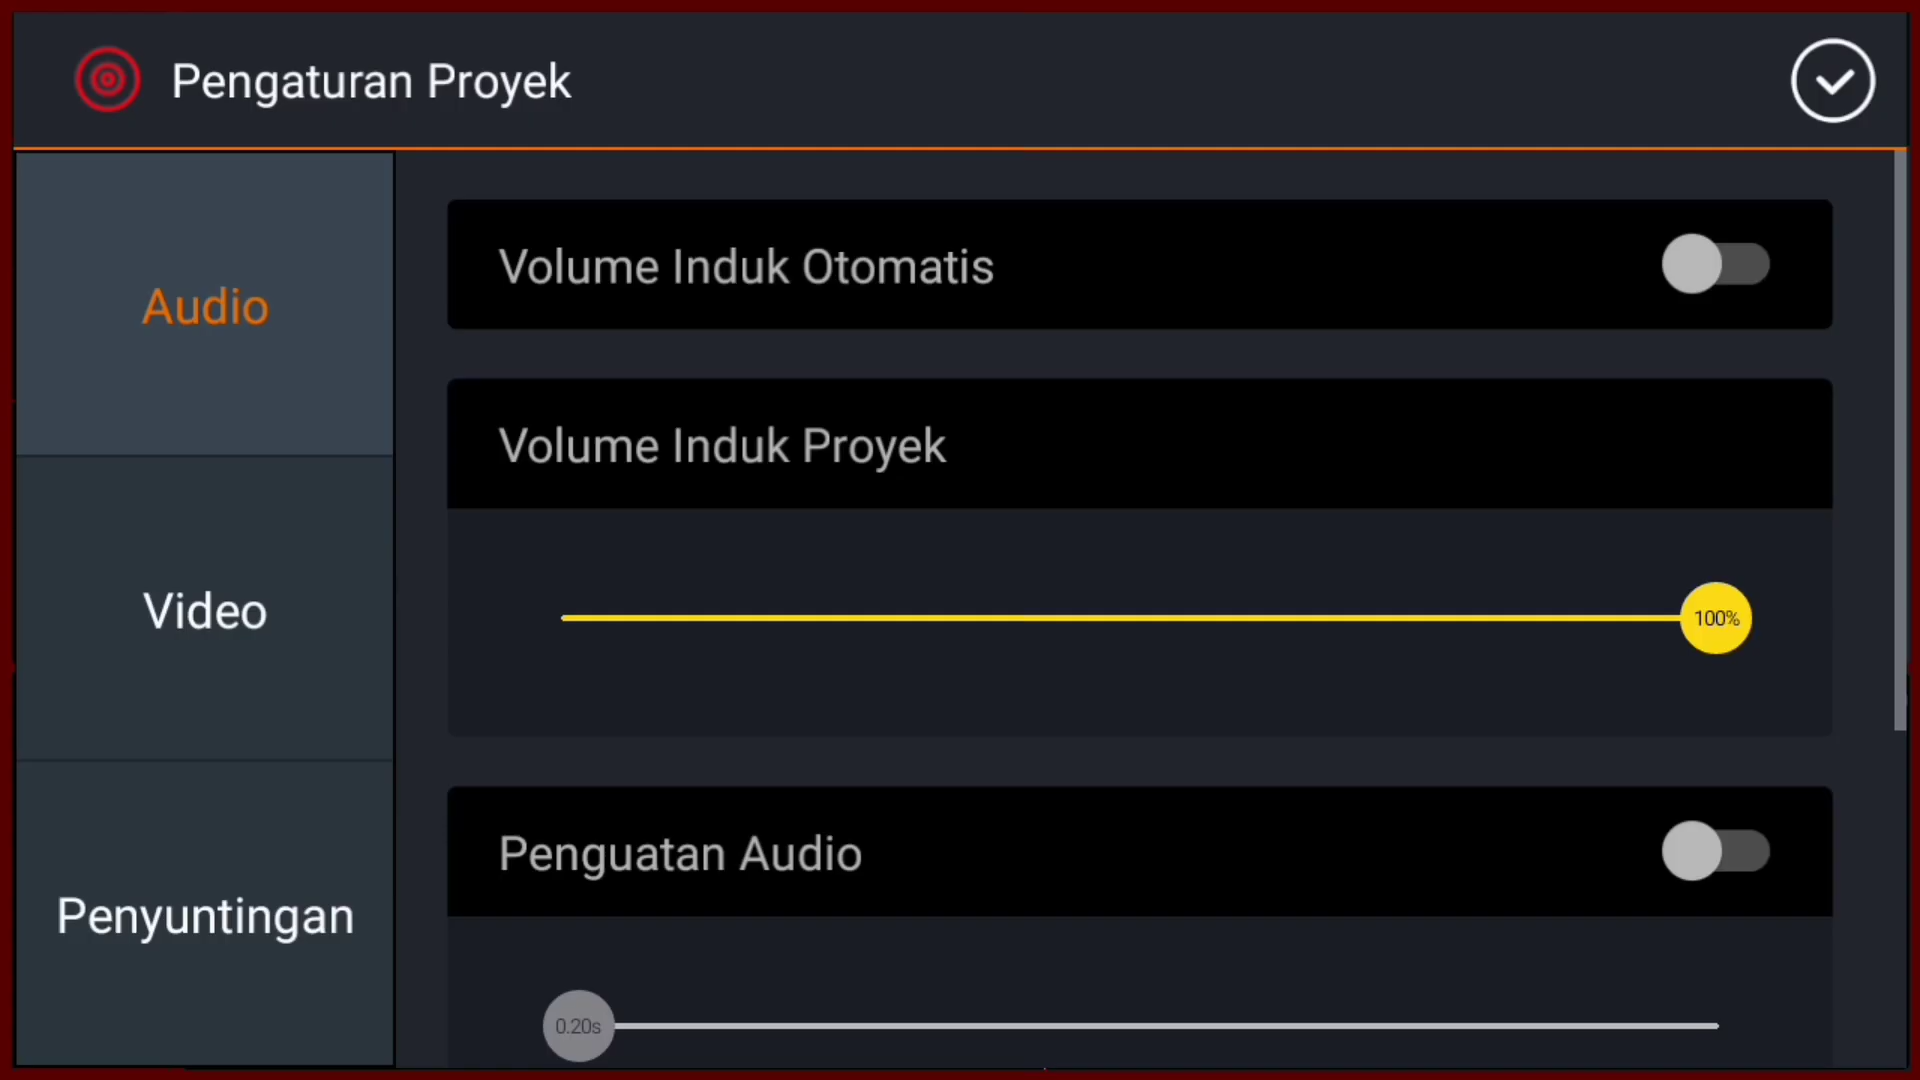 Pengaturan Proyek
Audio
Video
Penyuntingan
Volume Induk Otomatis
Volume Induk Proyek
100%
Penguatan Audio
0.20s